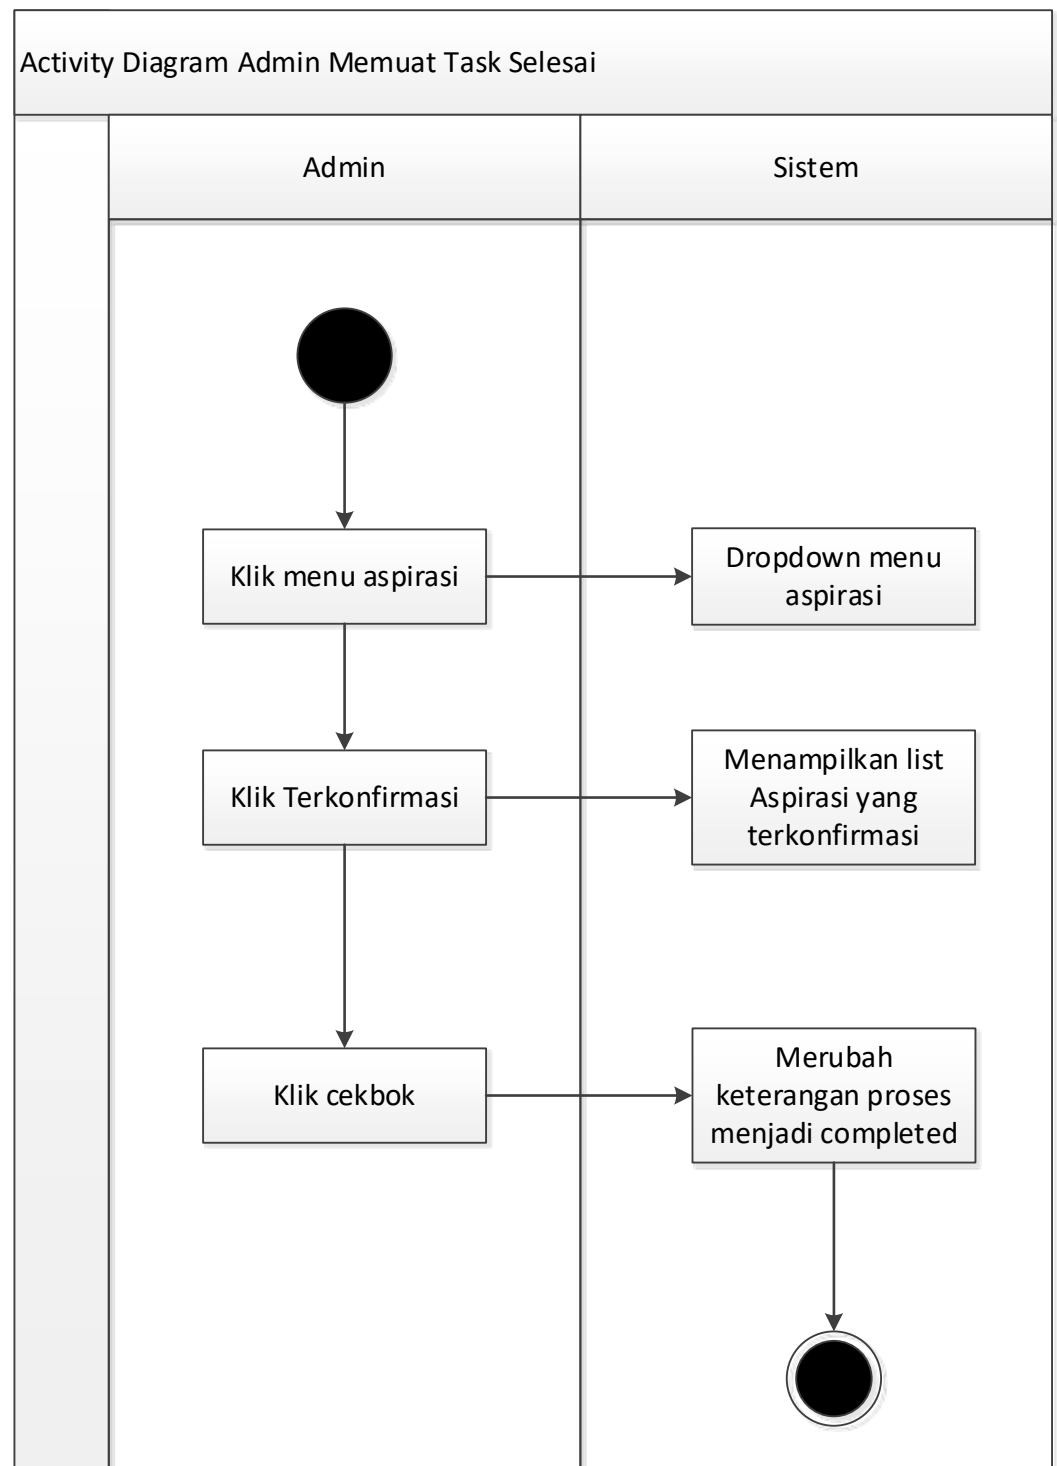 Activity Diagram Admin Memuat Task Selesai
Admin
Sistem
Klik menu aspirasi
Dropdown menu
aspirasi
Klik Terkonfirmasi
Menampilkan list
Aspirasi yang
terkonfirmasi
Klik cekbok
Merubah
keterangan proses
menjadi completed